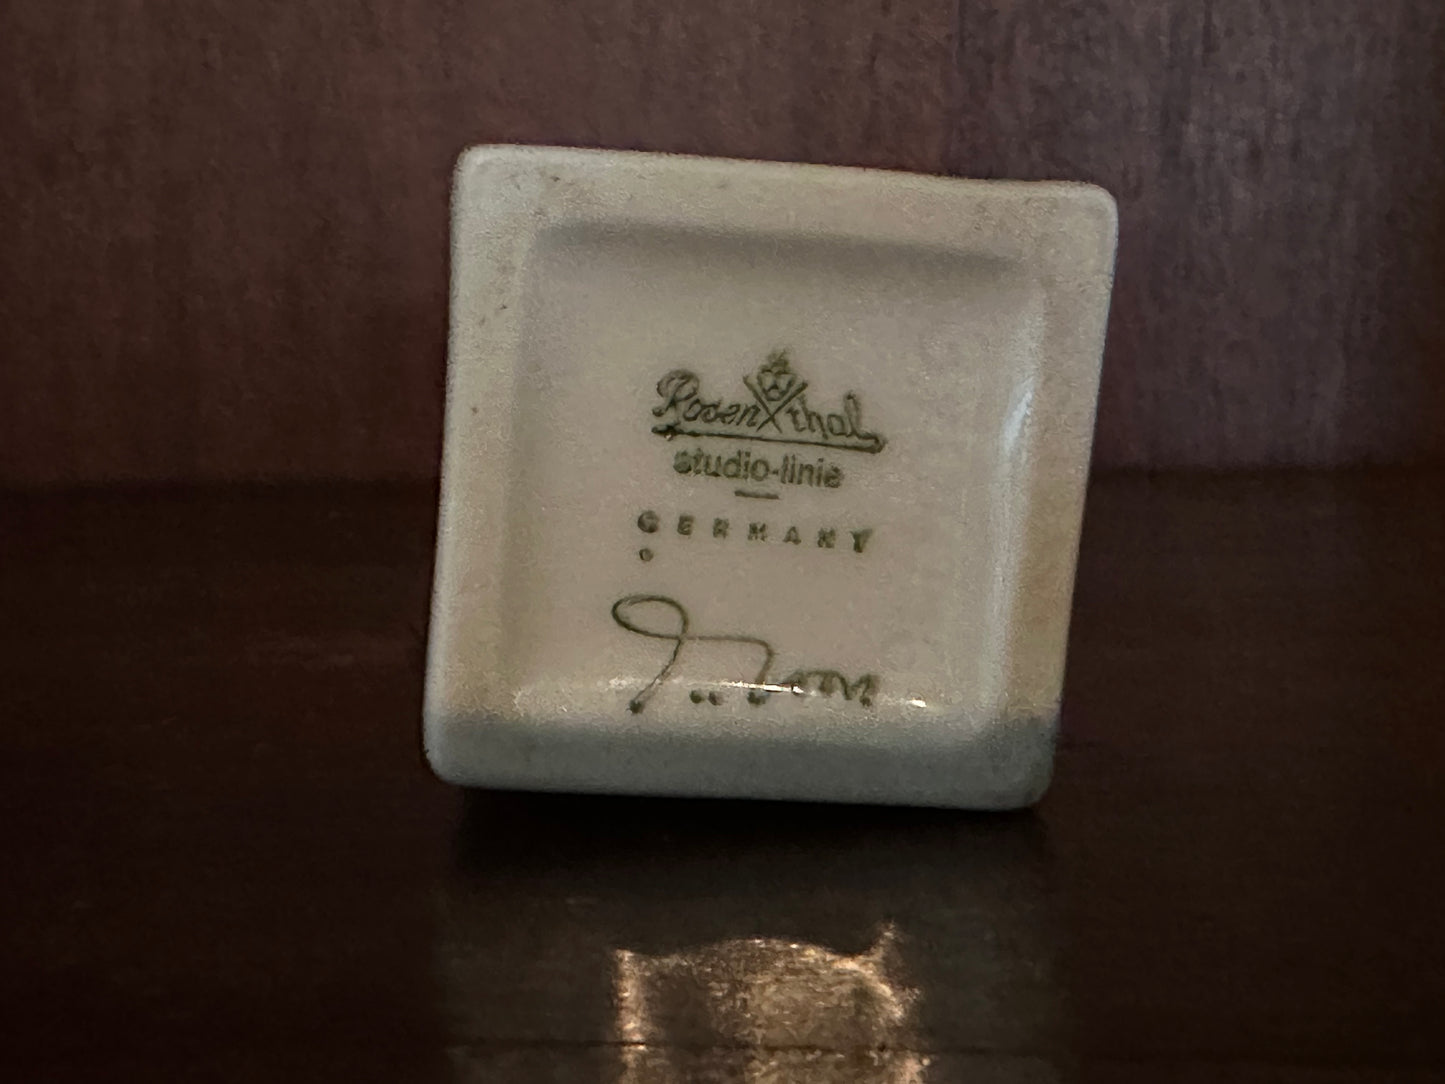 Rosenthal
studio-linie
GERMANY